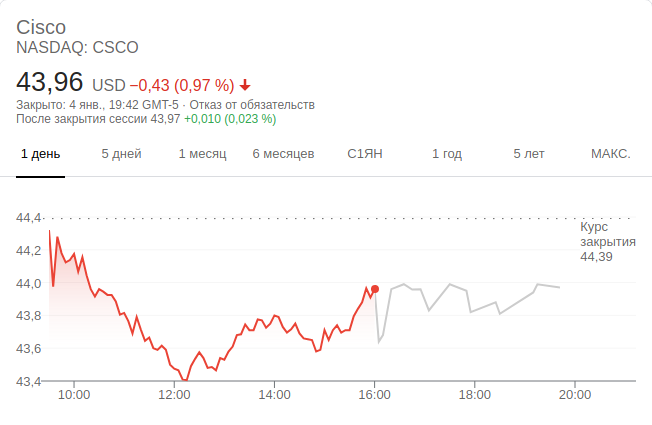 Cisco
NASDAQ: CSCO
43,96 USD −0,43 (0,97 %)
Закрыто: 4 янв., 19:42 GMT-5 · Отказ от обязательств
После закрытия сессии 43,97 +0,010 (0,023 %)
1 день 5 дней 1 месяц 6 месяцев С1ЯН 1 год 5 лет МАКС.
44,4
Курс
закрытия
44,39
44,2
44,0
43,8
43,6
43,4
10:00 12:00 14:00 16:00 18:00 20:00